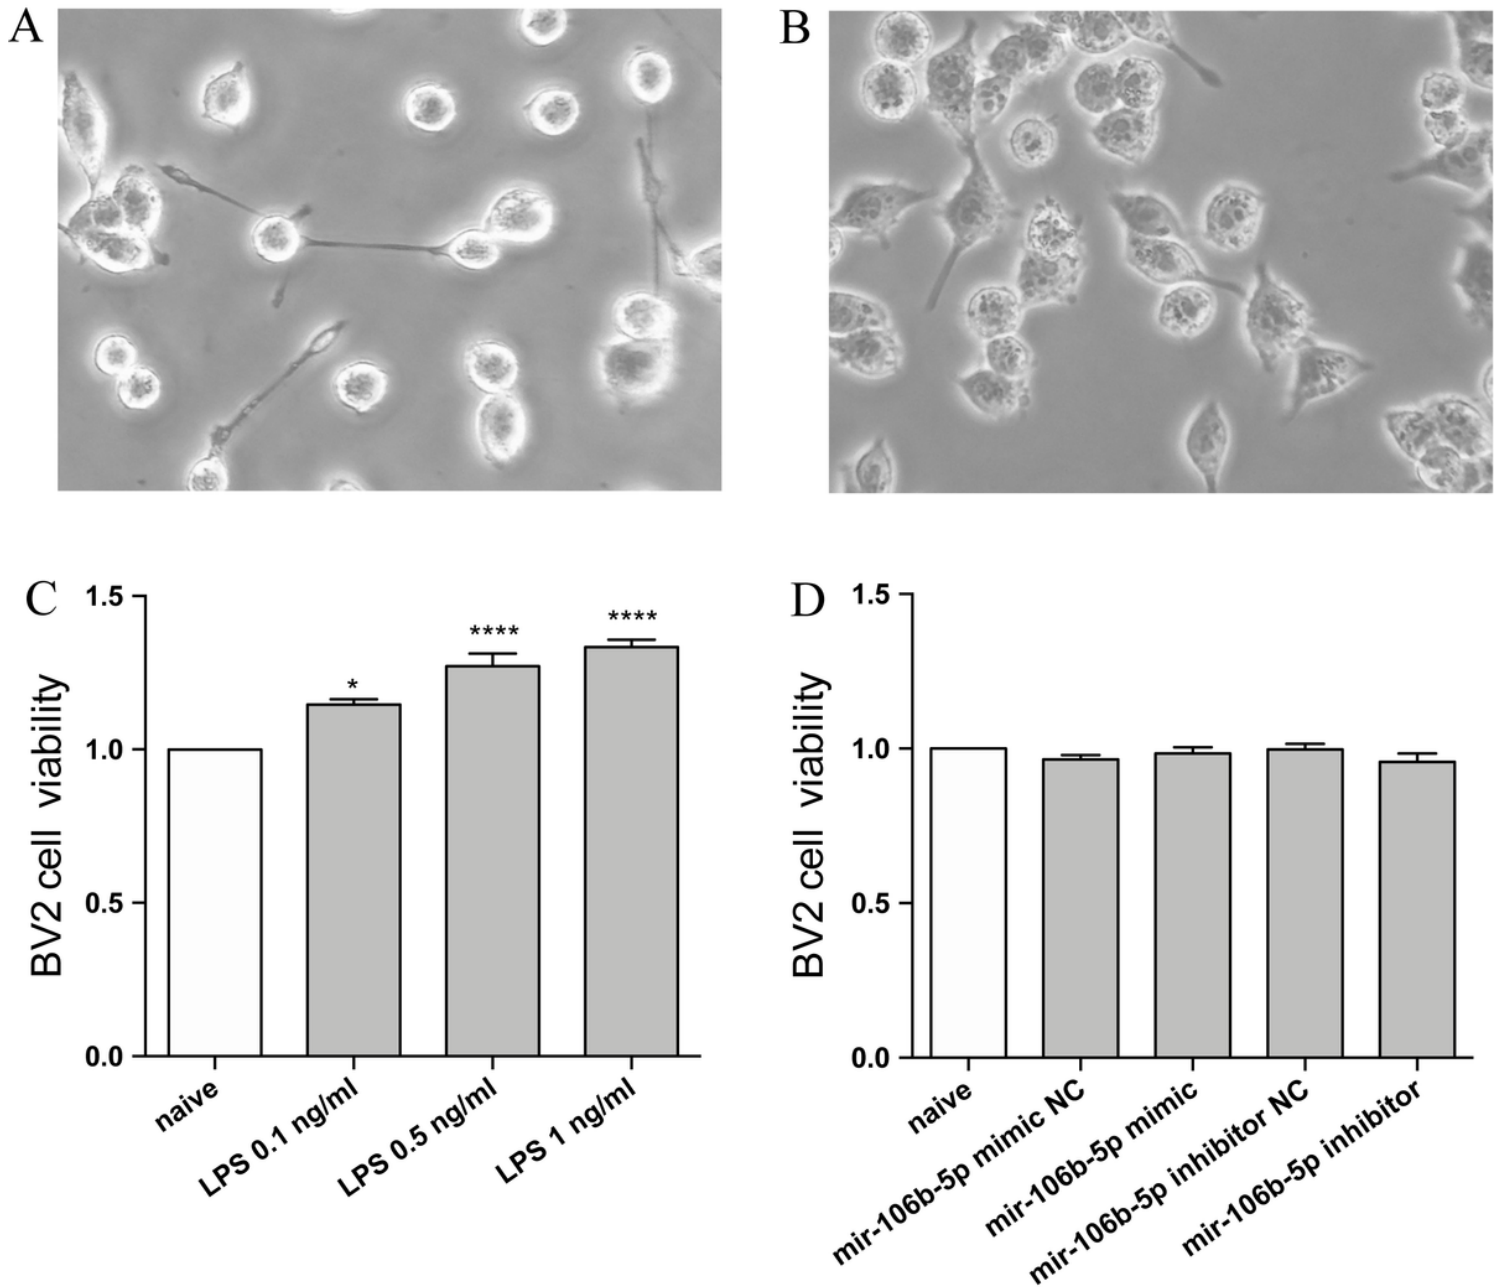 A
B
C
1.5
1.0
0.5
0.0
BV2 cell viability
*
****
****
naive
LPS 0.1 ng/ml
LPS 0.5 ng/ml
LPS 1 ng/ml
D
1.5
1.0
0.5
0.0
BV2 cell viability
naive
mir-106b-5p mimic NC
mir-106b-5p mimic
mir-106b-5p inhibitor NC
mir-106b-5p inhibitor